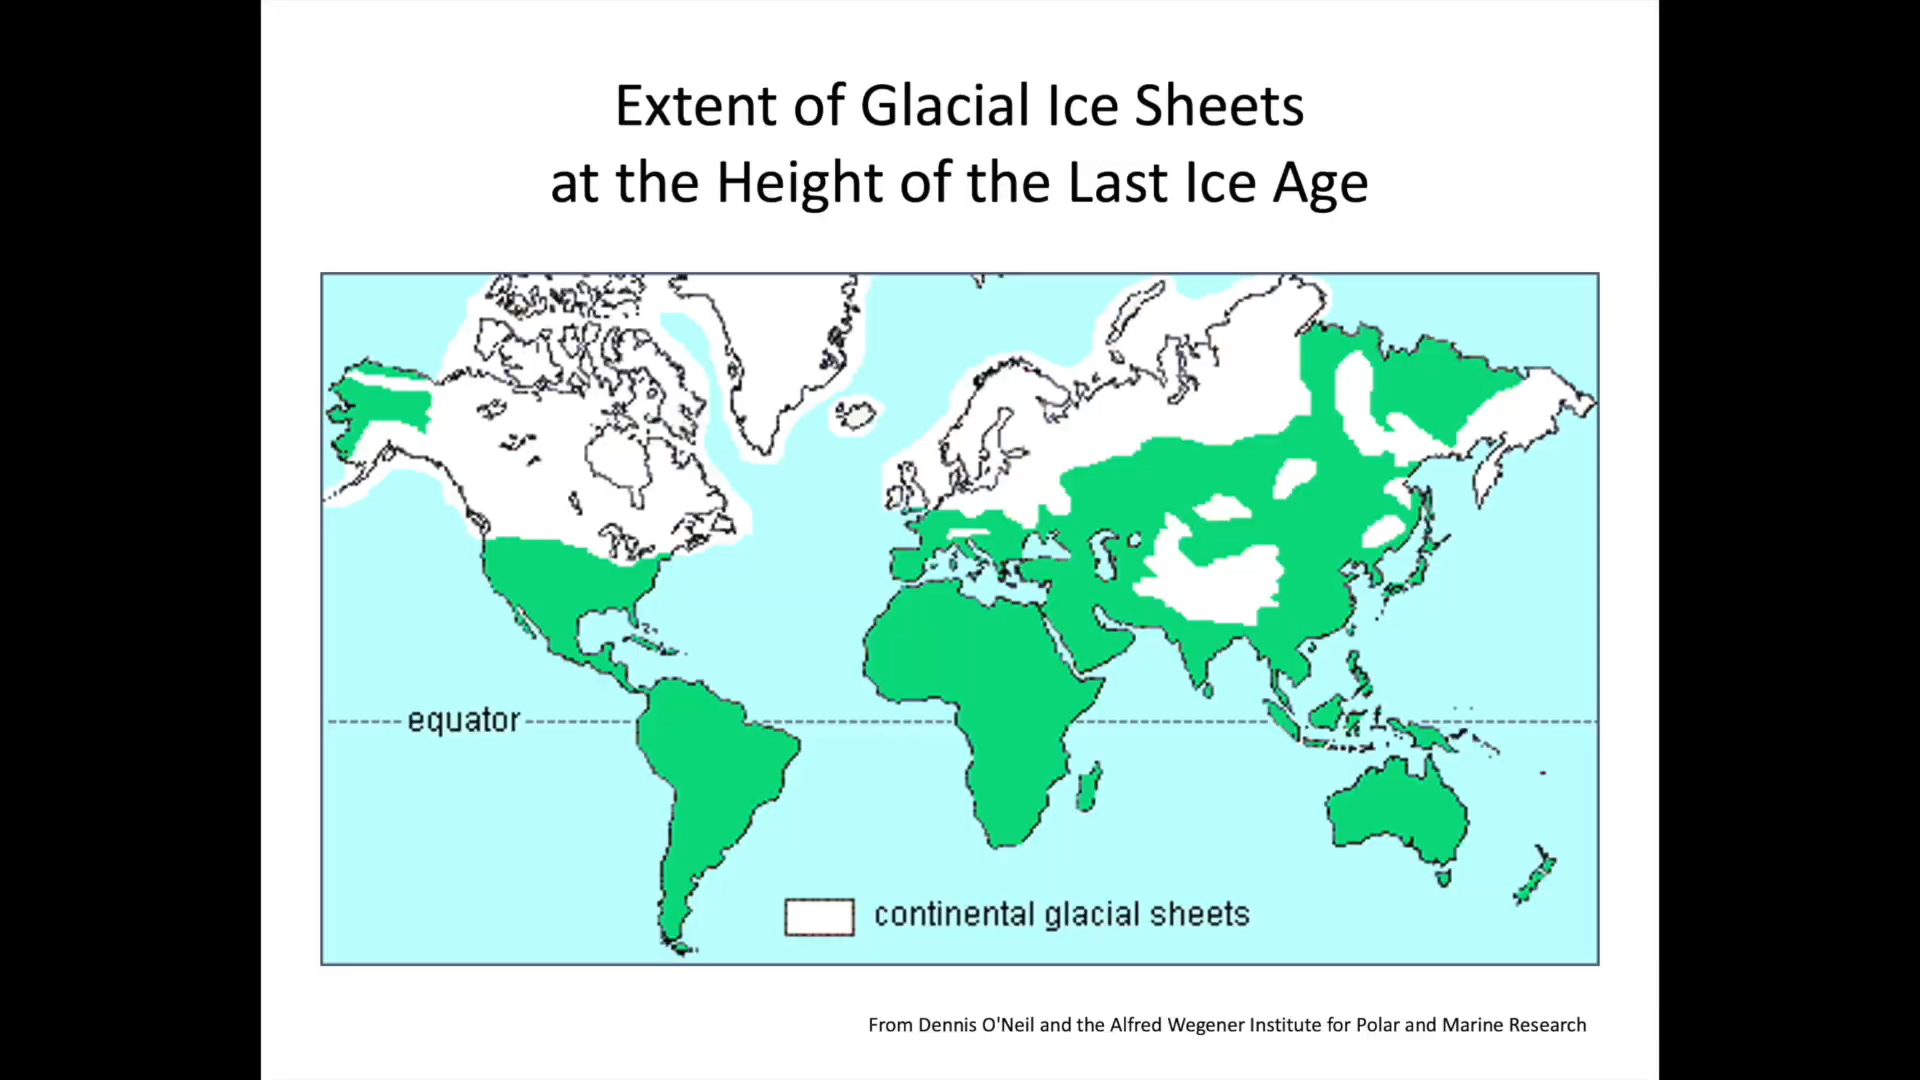 Extent of Glacial Ice Sheets
at the Height of the Last Ice Age
equator
continental glacial sheets
From Dennis O'Neil and the Alfred Wegener Institute for Polar and Marine Research